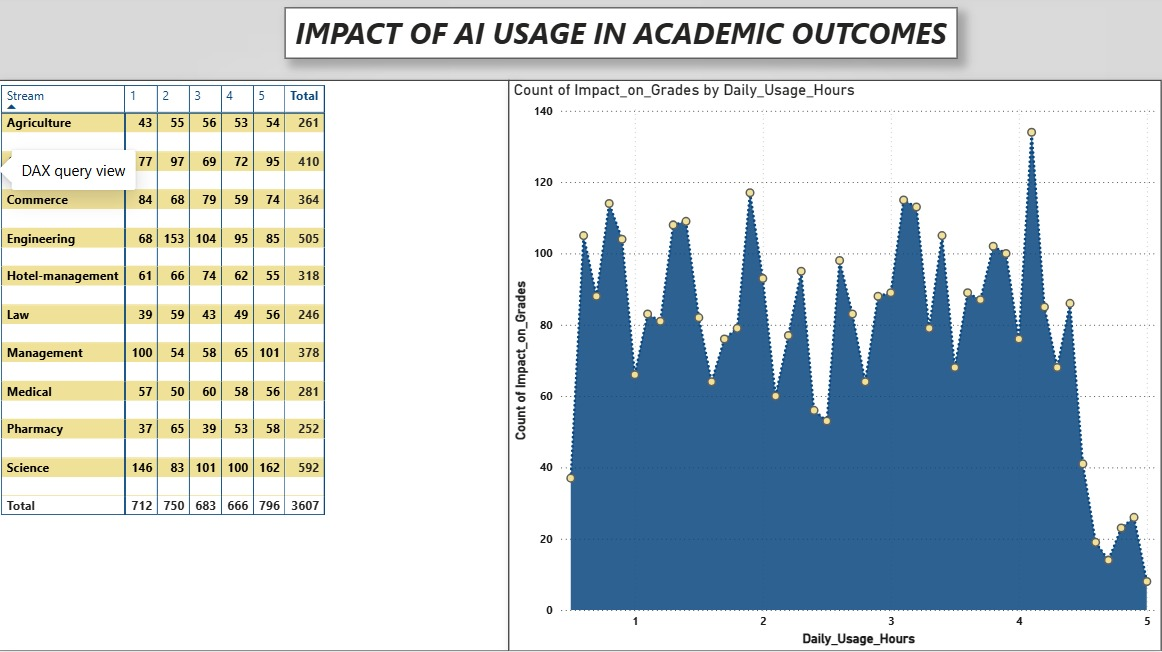 IMPACT OF AI USAGE IN ACADEMIC OUTCOMES
Stream 1 2 3 4 5 Total
Agriculture 43 55 56 53 54 261
DAX query view 77 97 69 72 95 410
Commerce 84 68 79 59 74 364
Engineering 68 153 104 95 85 505
Hotel-management 61 66 74 62 55 318
Law 39 59 43 49 56 246
Management 100 54 58 65 101 378
Medical 57 50 60 58 56 281
Pharmacy 37 65 39 53 58 252
Science 146 83 101 100 162 592
Total 712 750 683 666 796 3607
Count of Impact_on_Grades by Daily_Usage_Hours
Count of Impact_on_Grades
140
120
100
80
60
40
20
0
1 2 3 4 5
Daily_Usage_Hours